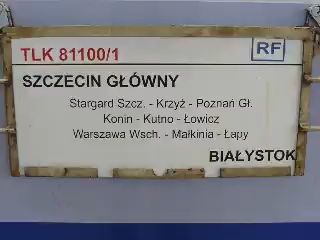 TLK 81100/1
RF
SZCZECIN GŁÓWNY
Stargard Szcz. - Krzyż - Poznań Gł.
Konin - Kutno - Łowicz
Warszawa Wsch. - Małkinia - Łapy
BIAŁYSTOK